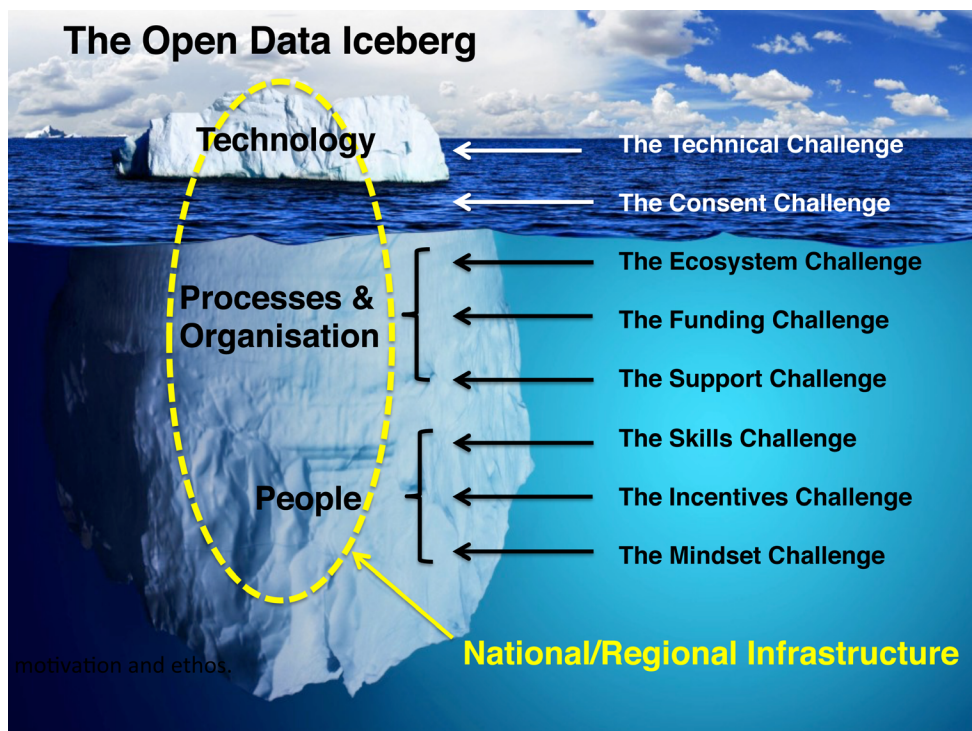 The Open Data Iceberg
Technology
The Technical Challenge
The Consent Challenge
Processes &
Organisation
The Ecosystem Challenge
The Funding Challenge
The Support Challenge
People
The Skills Challenge
The Incentives Challenge
The Mindset Challenge
National/Regional Infrastructure
motivation and ethos.